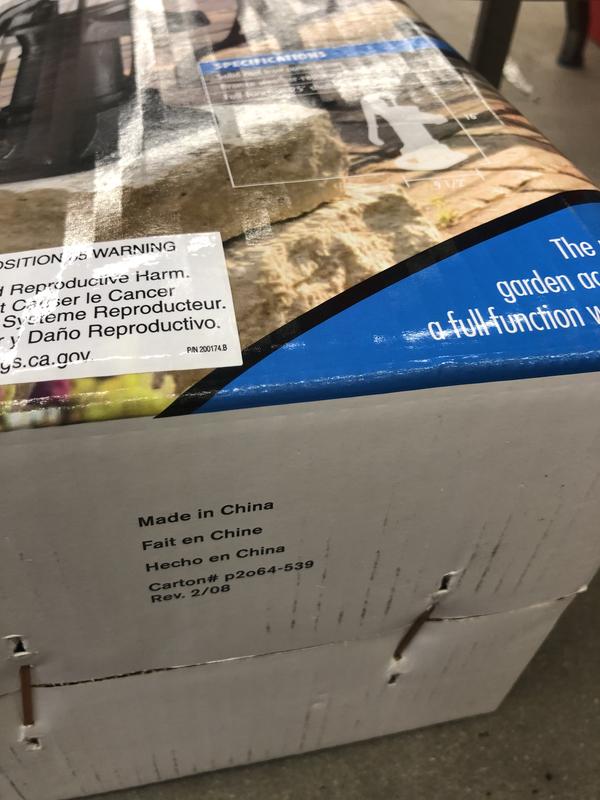 SPECIFICATIONS
OSITION 65 WARNING
d Reproductive Harm.
t Causer le Cancer
Système Reproducteur.
r y Daño Reproductivo.
gs.ca.gov
P/N 200174.B
The
garden ac
a full-function w
Made in China
Fait en Chine
Hecho en China
Carton# p2o64-539
Rev. 2/08